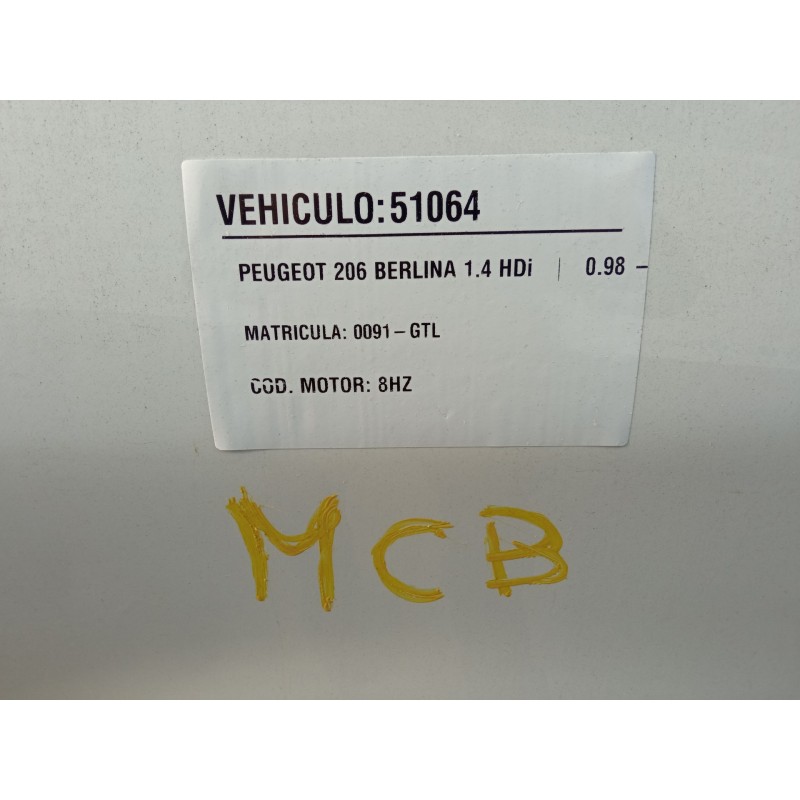 VEHICULO:51064
PEUGEOT 206 BERLINA 1.4 HDi | 0.98 –
MATRICULA: 0091-GTL
COD. MOTOR: 8HZ
MCB